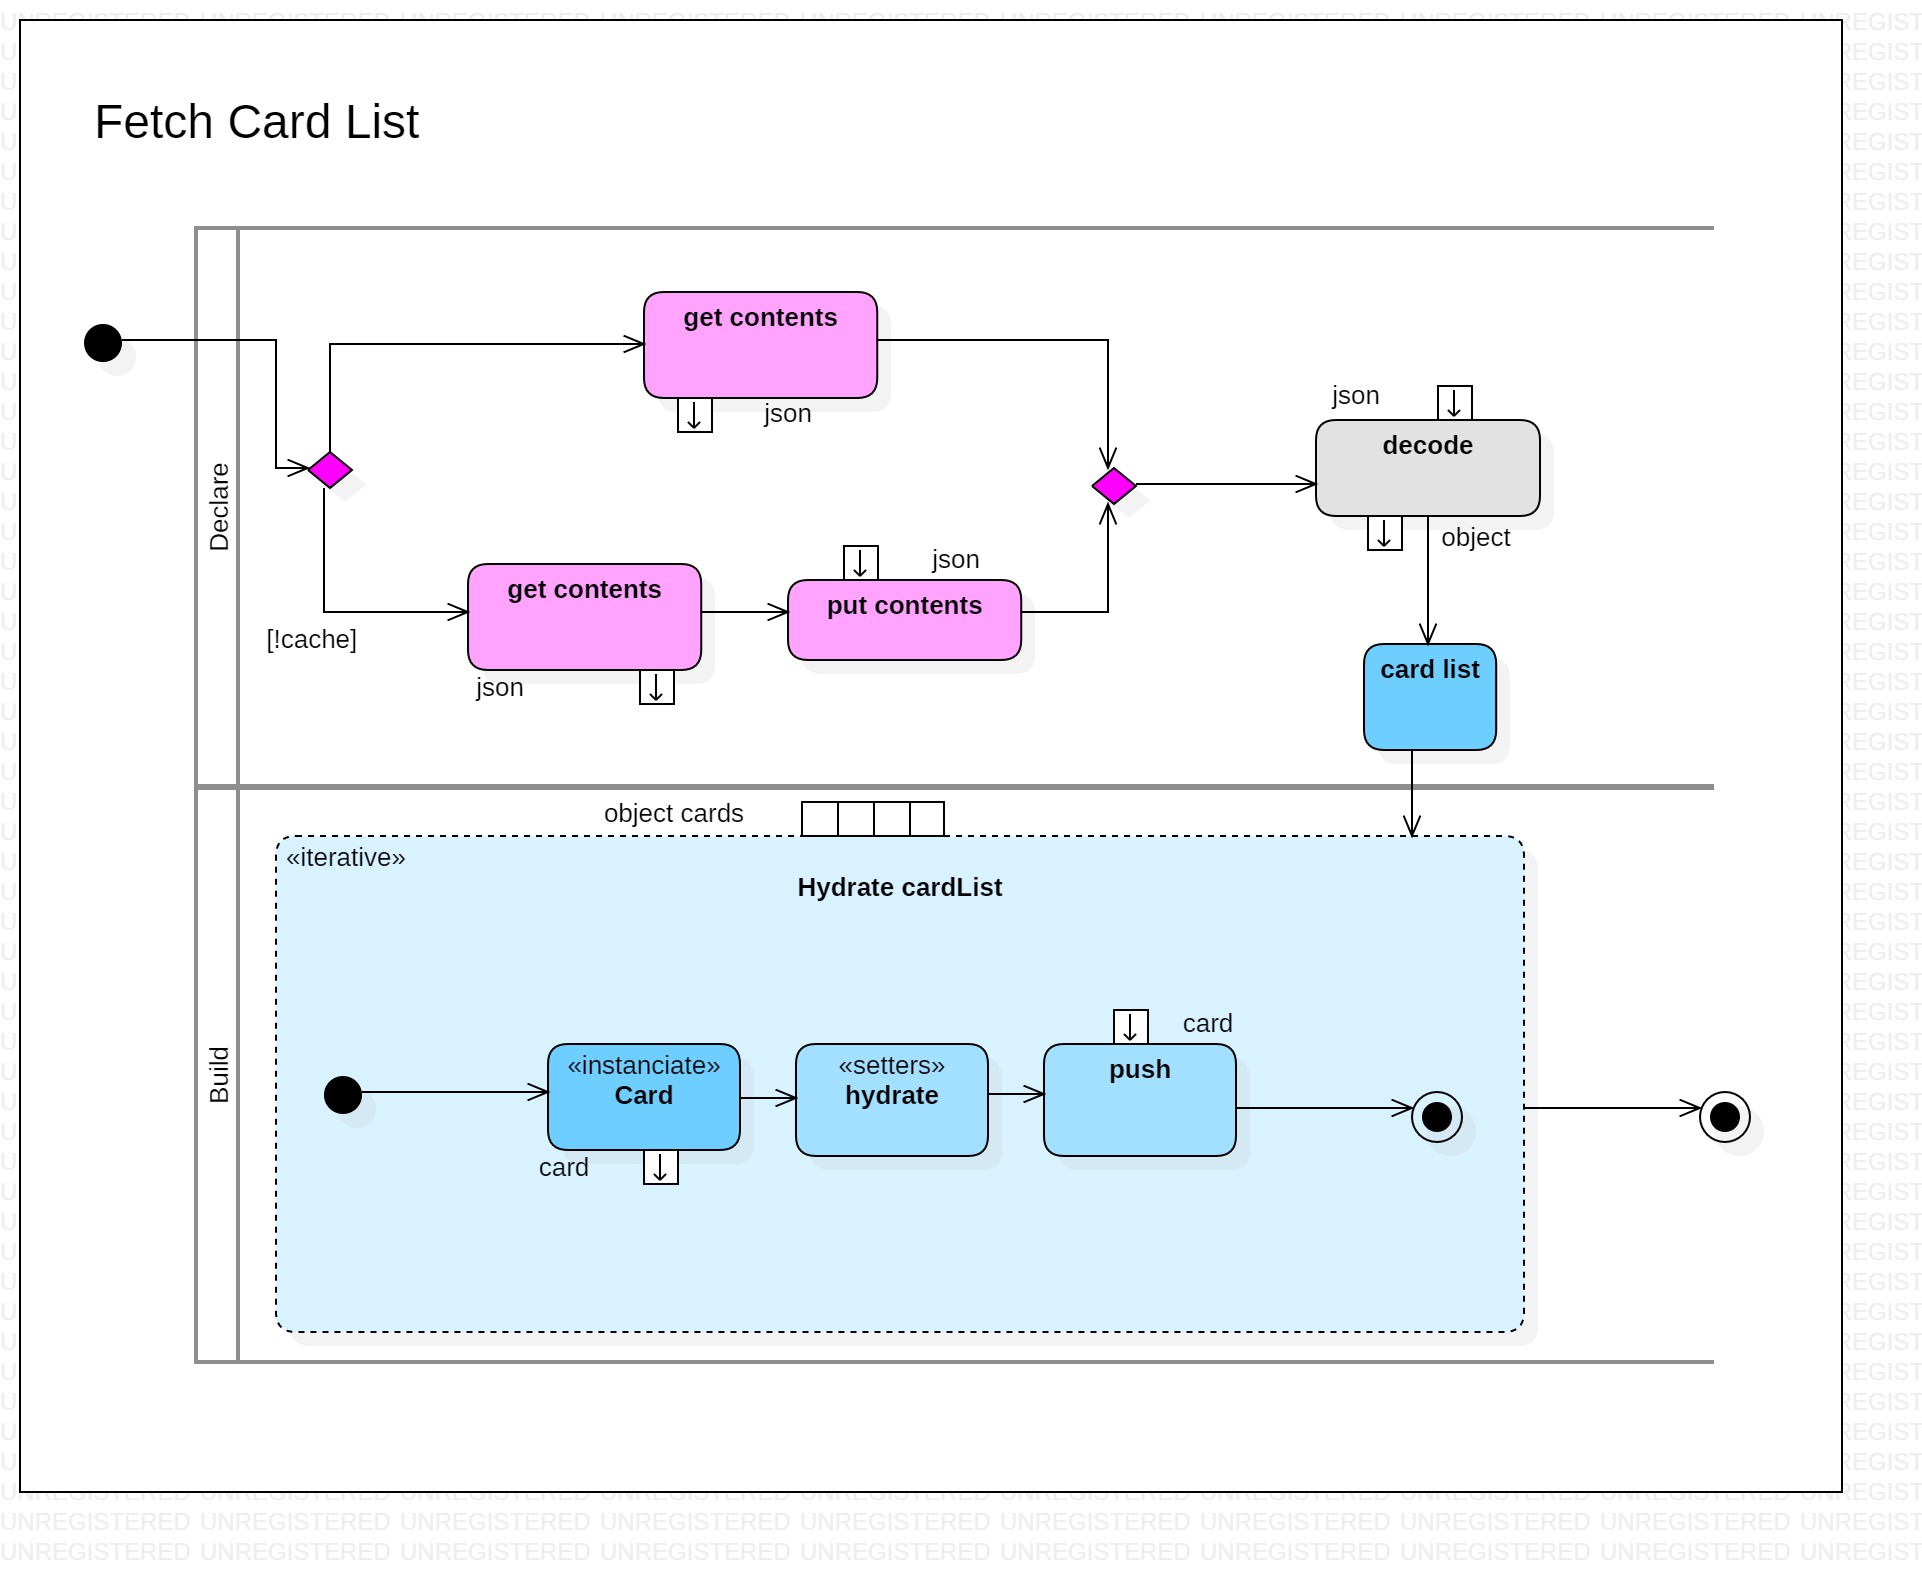 Fetch Card List
Declare
get contents
json
[!cache]
get contents
json
json
put contents
json
decode
object
card list
Build
object cards
«iterative»
Hydrate cardList
«instanciate»
Card
card
«setters»
hydrate
card
push
UNREGISTERED UNREGISTERED UNREGISTERED UNREGISTERED UNREGISTERED UNREGISTERED UNREGISTERED UNREGISTERED UNREGISTERED UNREGIST
UNREGISTERED UNREGISTERED UNREGISTERED UNREGISTERED UNREGISTERED UNREGISTERED UNREGISTERED UNREGISTERED UNREGISTERED UNREGIST